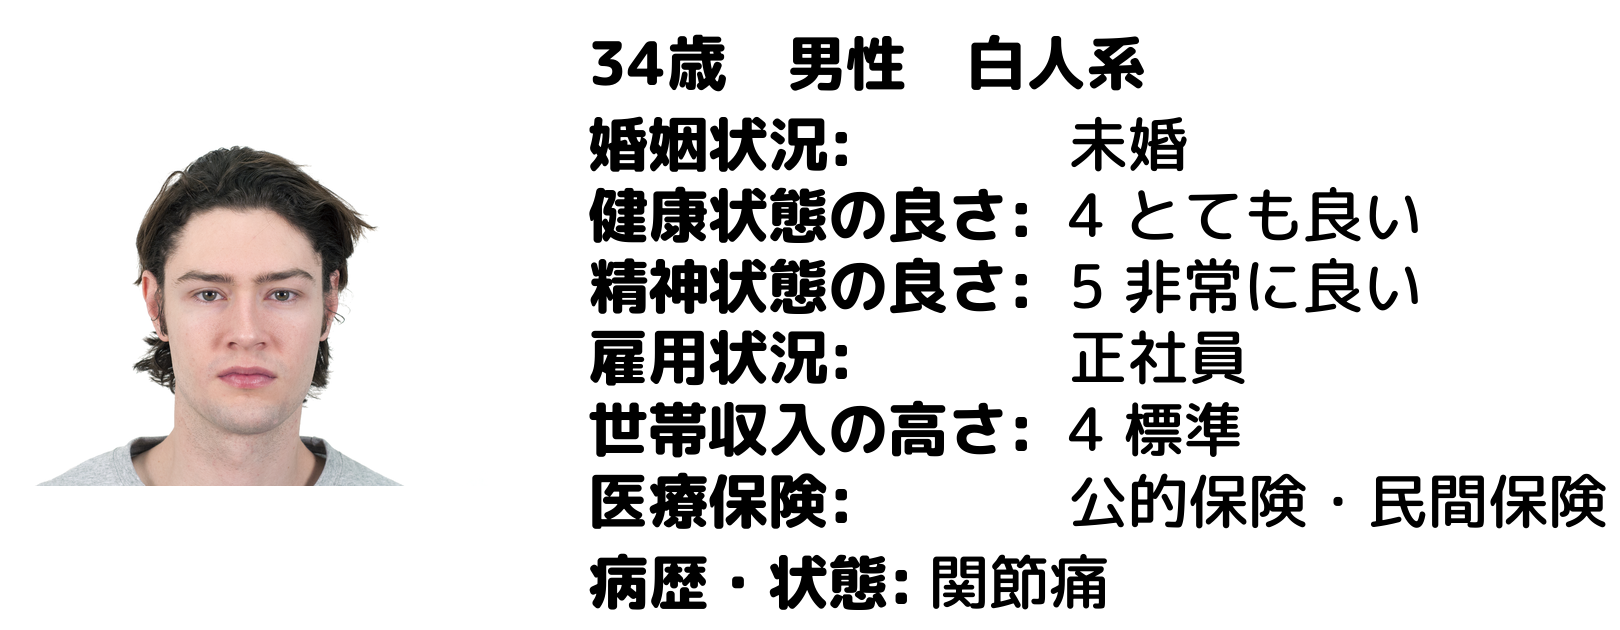 34歳　男性　白人系
婚姻状況: 未婚
健康状態の良さ: 4 とても良い
精神状態の良さ: 5 非常に良い
雇用状況: 正社員
世帯収入の高さ: 4 標準
医療保険: 公的保険・民間保険
病歴・状態: 関節痛